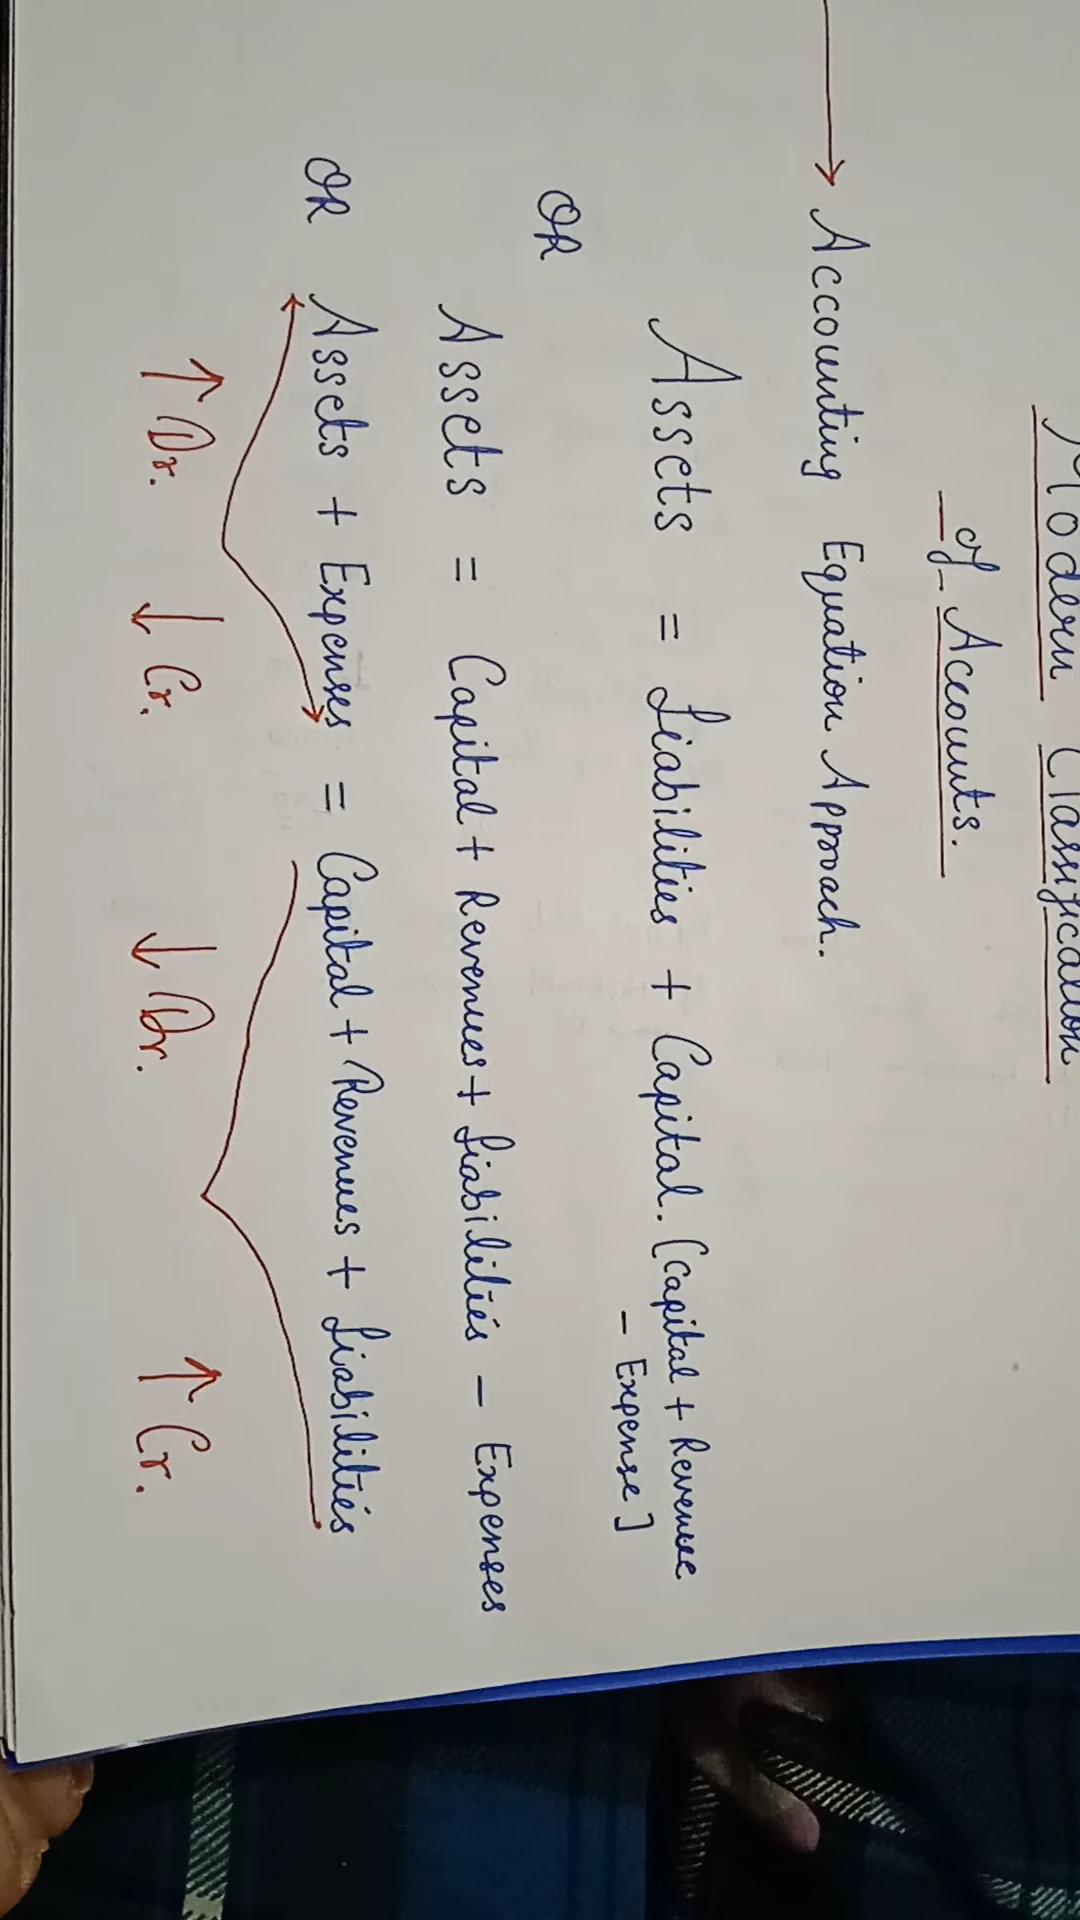 Modern Classification
of Accounts.
→ Accounting Equation Approach.
Assets = Liabilities + Capital. (Capital + Revenue
- Expense]
OR
Assets = Capital + Revenues + Liabilities - Expenses
OR Assets + Expenses = Capital + Revenues + Liabilities
↑ Dr. ↓ Cr. ↓ Dr. ↑ Cr.